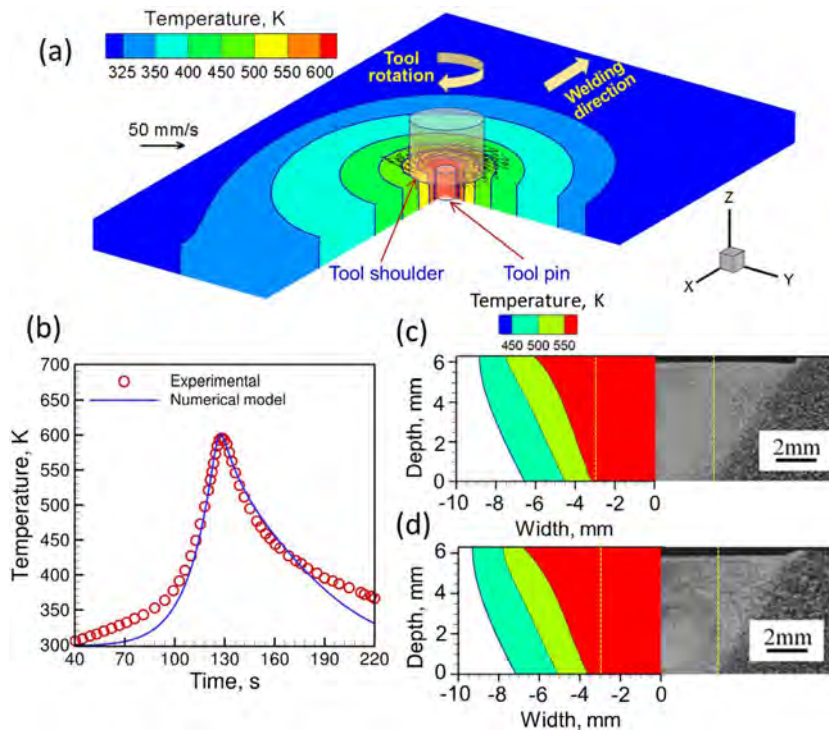 (a)
Temperature, K
325 350 400 450 500 550 600
Tool
rotation
Welding
direction
50 mm/s
Tool shoulder
Tool pin
Z
X
Y
(b)
700
650
600
550
500
450
400
350
300
Temperature, K
Experimental
Numerical model
40 70 100 130 160 190 220
Time, s
Temperature, K
450 500 550
(c)
6
4
2
0
Depth, mm
-10 -8 -6 -4 -2 0
Width, mm
2mm
(d)
6
4
2
0
Depth, mm
-10 -8 -6 -4 -2 0
Width, mm
2mm